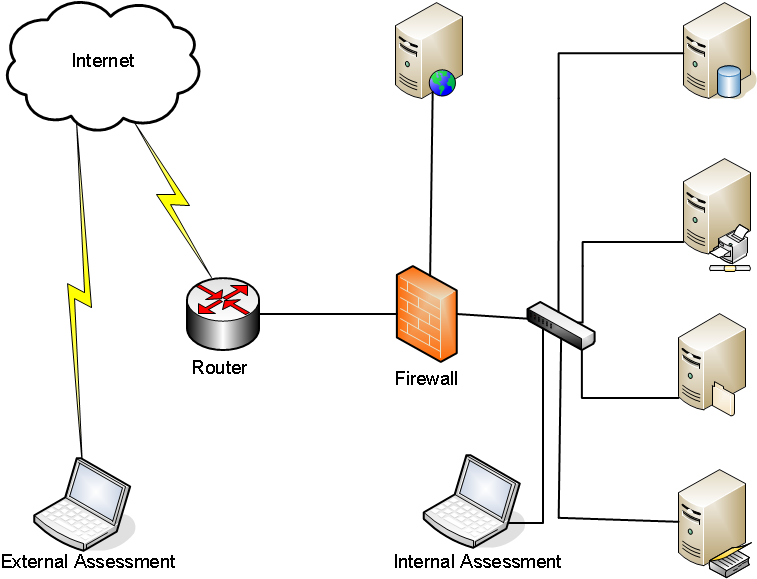 Internet
Router
Firewall
External Assessment
Internal Assessment